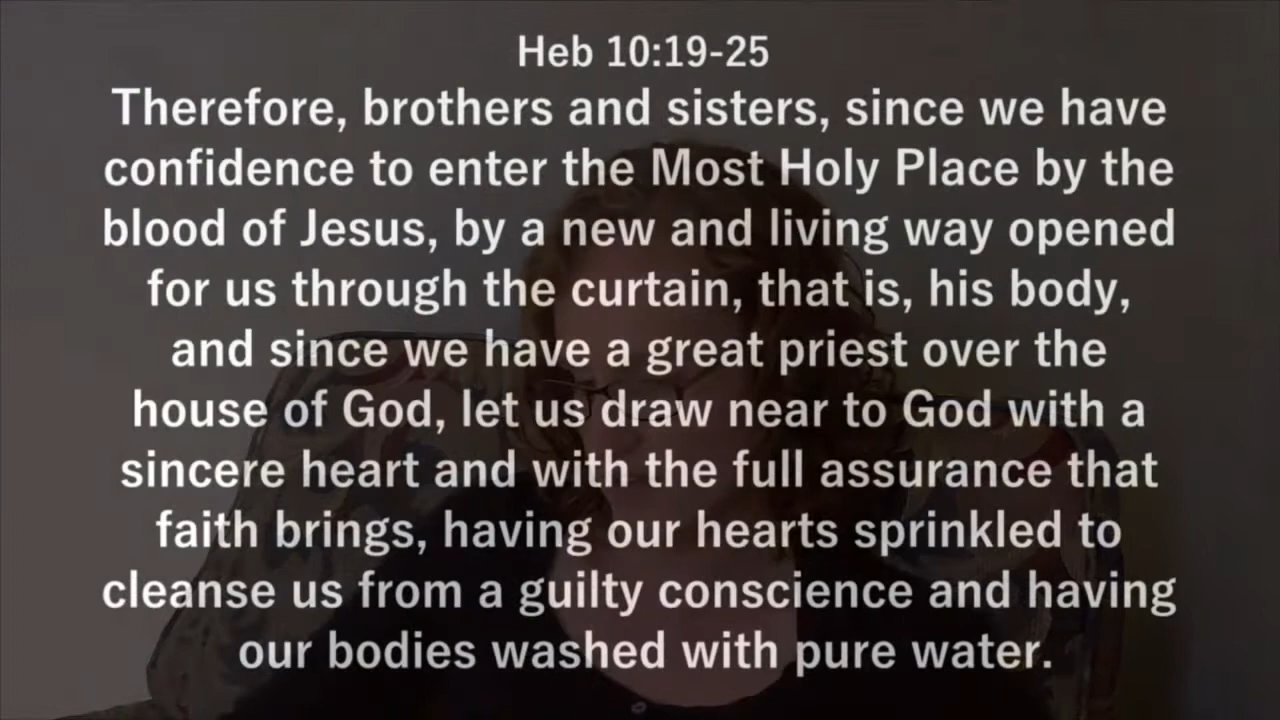 Heb 10:19-25
Therefore, brothers and sisters, since we have
confidence to enter the Most Holy Place by the
blood of Jesus, by a new and living way opened
for us through the curtain, that is, his body,
and since we have a great priest over the
house of God, let us draw near to God with a
sincere heart and with the full assurance that
faith brings, having our hearts sprinkled to
cleanse us from a guilty conscience and having
our bodies washed with pure water.